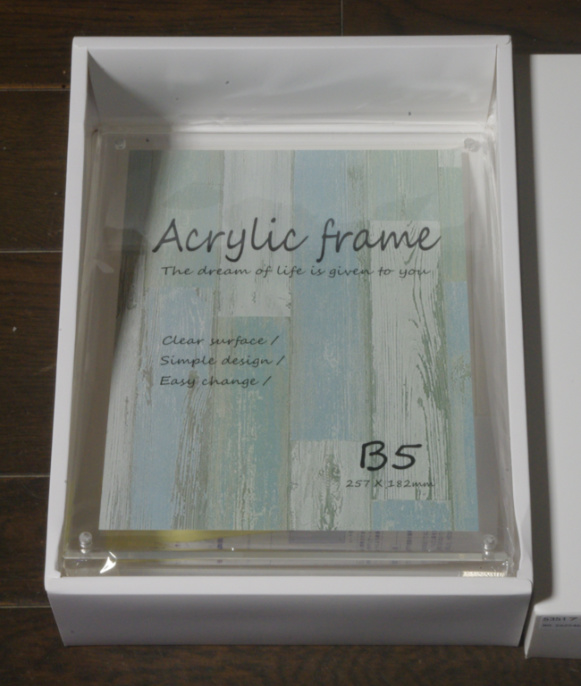 Acrylic frame
The dream of life is given to you
Clear surface /
Simple design /
Easy change /
B5
257 X 182mm